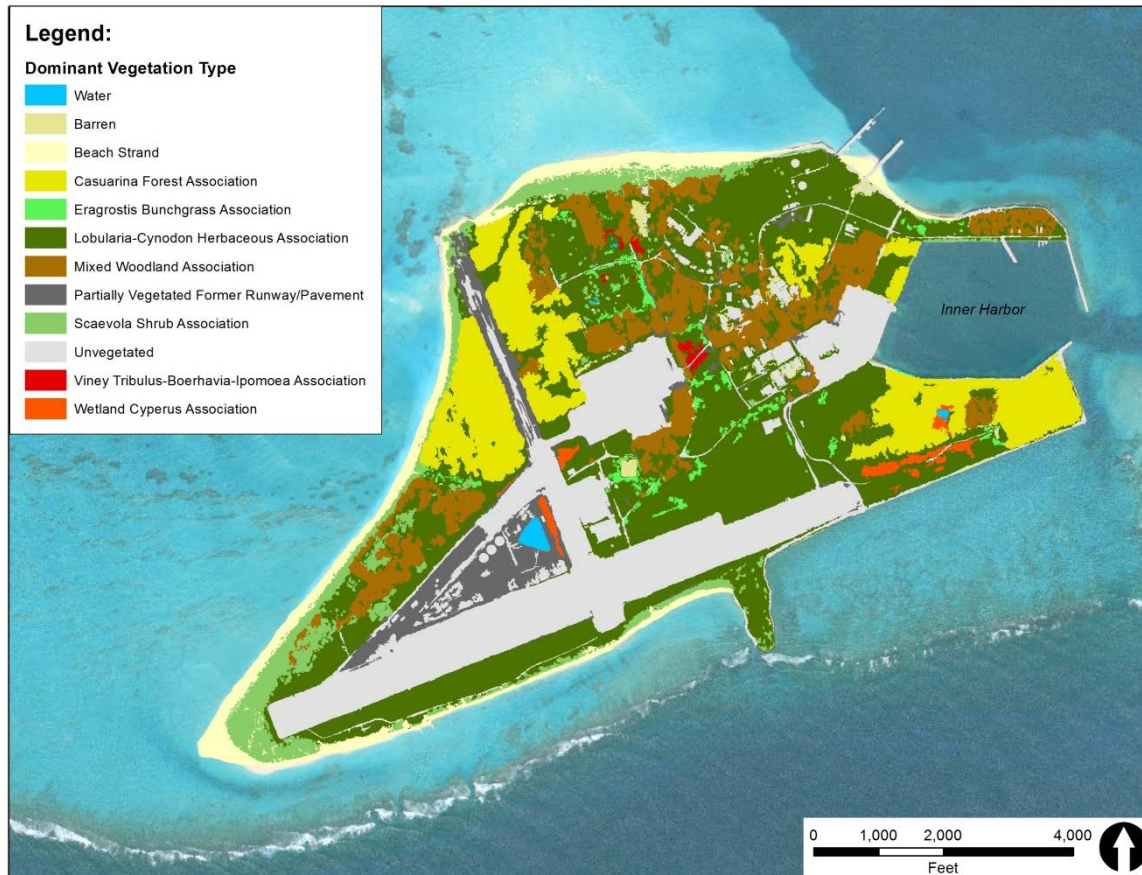 Legend:
Dominant Vegetation Type
Water
Barren
Beach Strand
Casuarina Forest Association
Eragrostis Bunchgrass Association
Lobularia-Cynodon Herbaceous Association
Mixed Woodland Association
Partially Vegetated Former Runway/Pavement
Scaevola Shrub Association
Unvegetated
Viney Tribulus-Boerhavia-Ipomoea Association
Wetland Cyperus Association
Inner Harbor
0 1,000 2,000 4,000
Feet